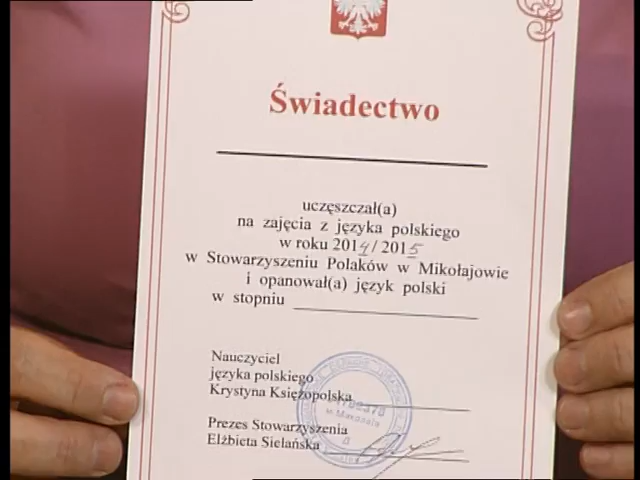 Świadectwo
uczęszczał(a)
na zajęcia z języka polskiego
w roku 2014/2015
w Stowarzyszeniu Polaków w Mikołajowie
i opanował(a) język polski
w stopniu
Nauczyciel
języka polskiego
Krystyna Księżopolska
Prezes Stowarzyszenia
Elżbieta Sielańska